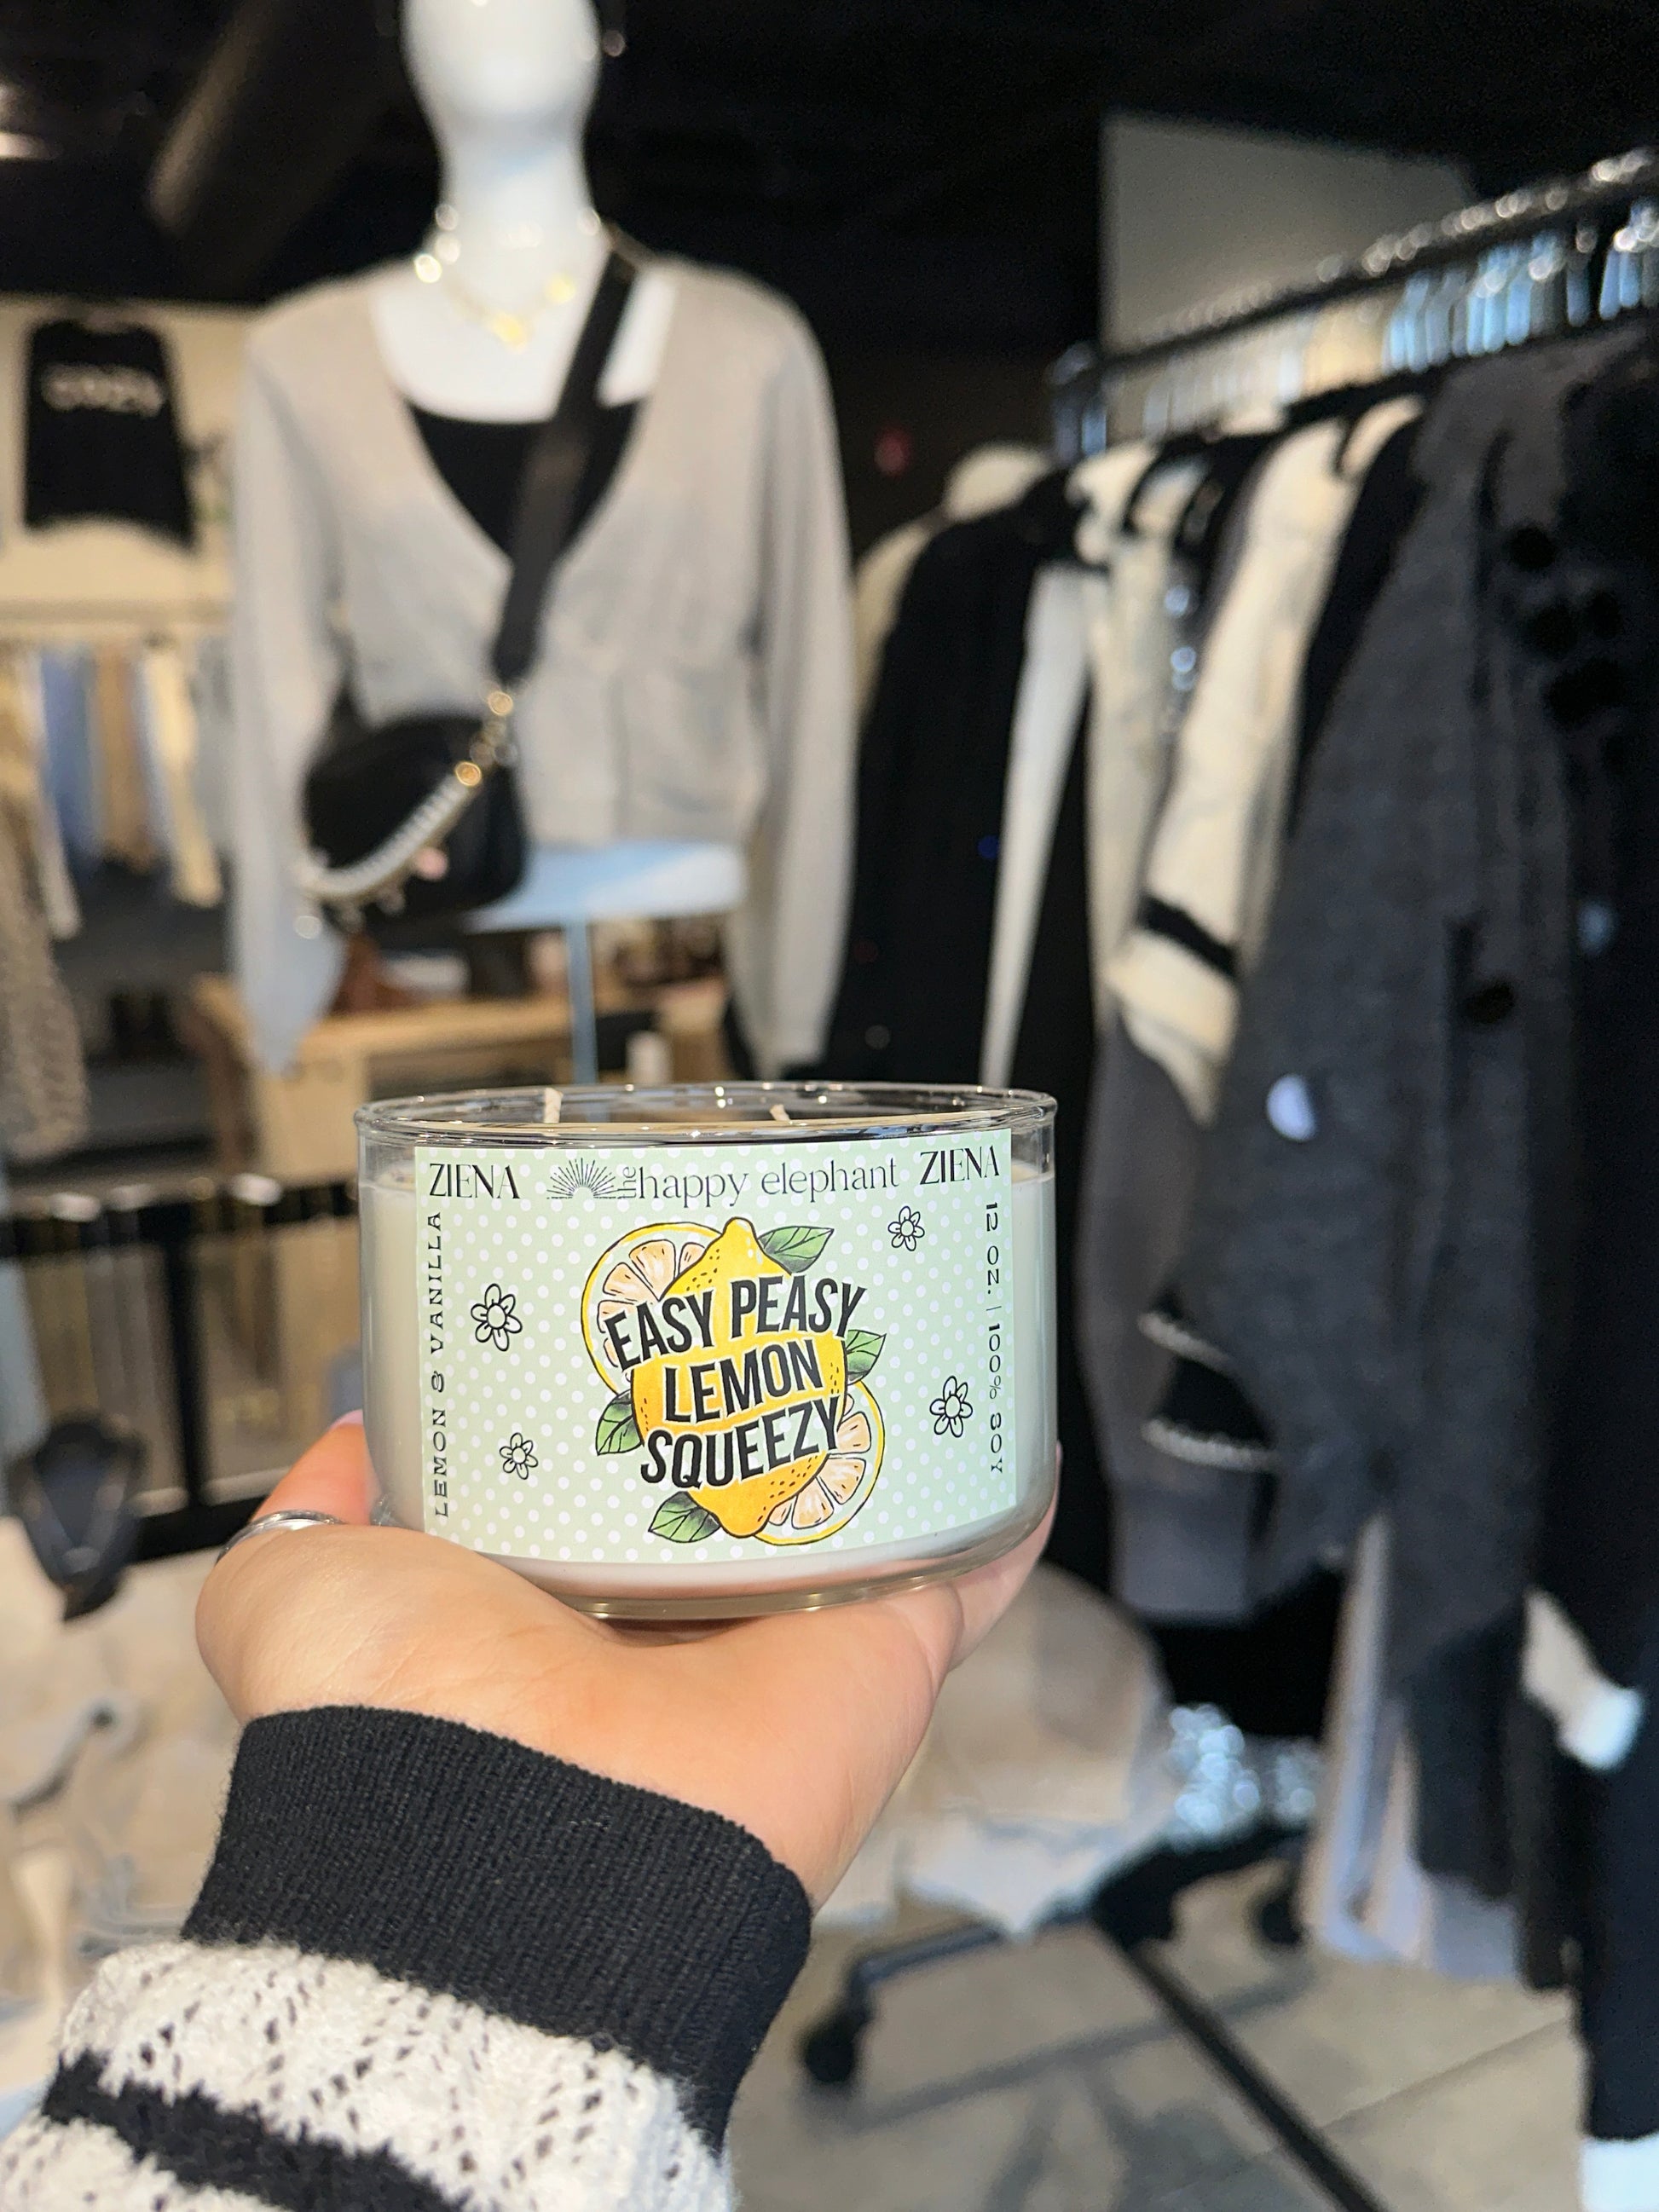 ZIENA
the happy elephant
ZIENA
LEMON & VANILLA
EASY PEASY
LEMON
SQUEEZY
12 OZ. | 100% SOY